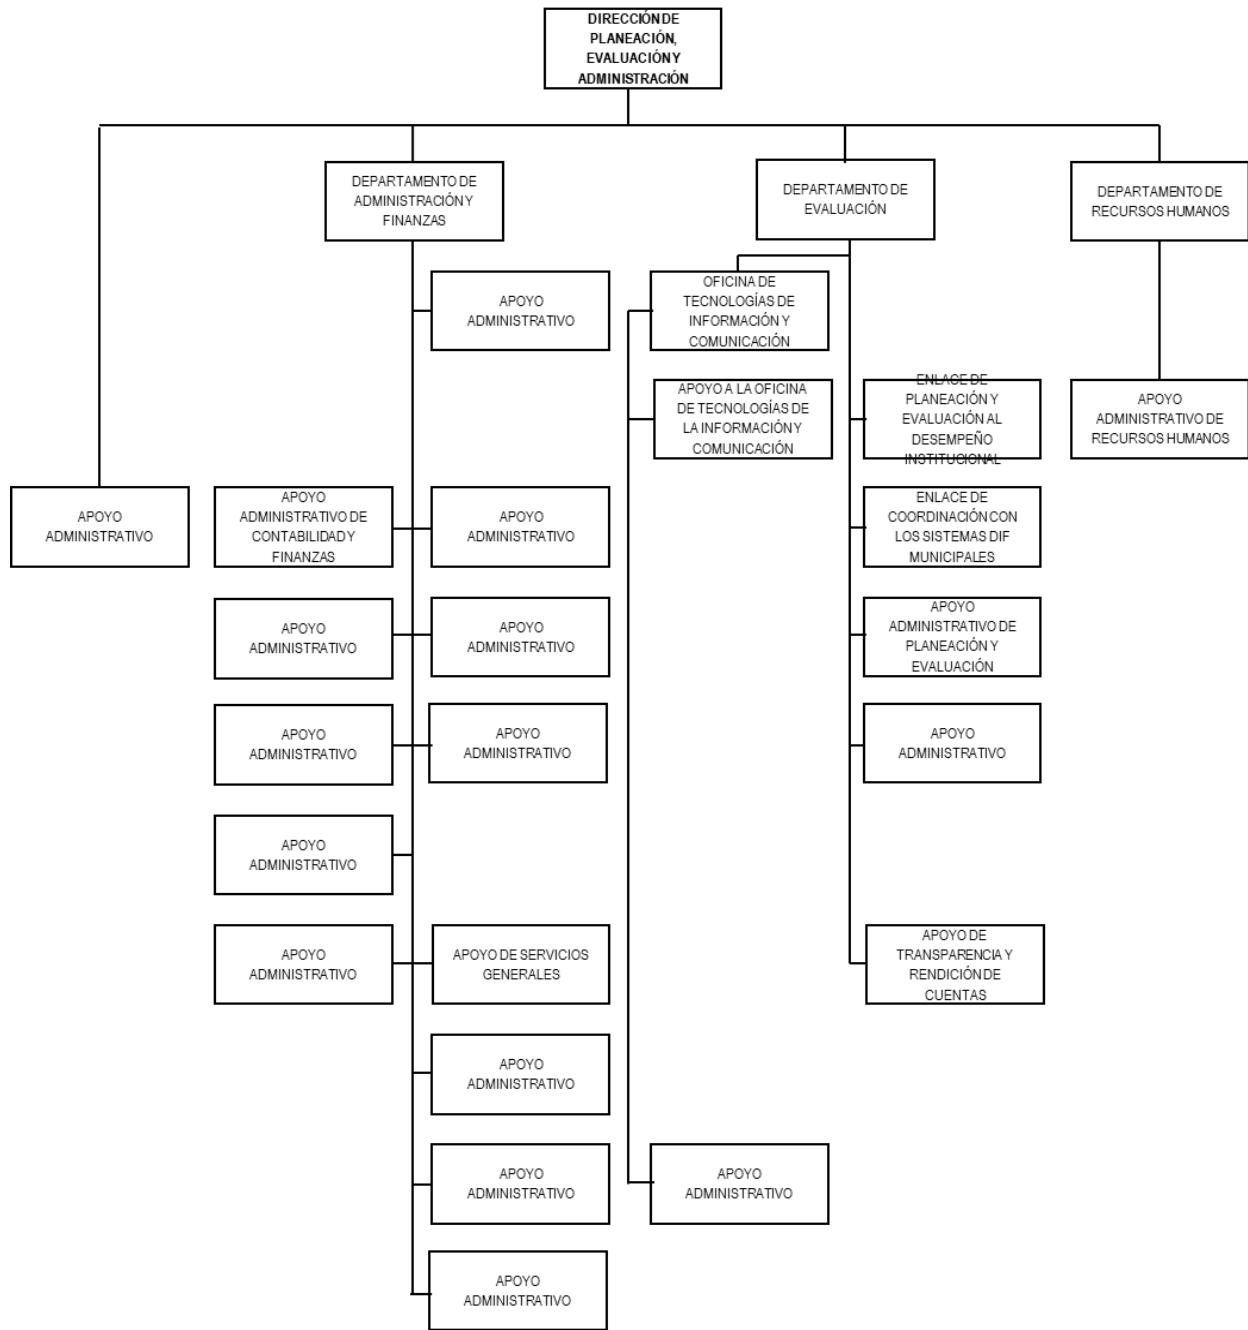 DIRECCIÓN DE
PLANEACIÓN,
EVALUACIÓN Y
ADMINISTRACIÓN
DEPARTAMENTO DE
ADMINISTRACIÓN Y
FINANZAS
DEPARTAMENTO DE
EVALUACIÓN
DEPARTAMENTO DE
RECURSOS HUMANOS
APOYO
ADMINISTRATIVO
OFICINA DE
TECNOLOGÍAS DE
INFORMACIÓN Y
COMUNICACIÓN
APOYO A LA OFICINA
DE TECNOLOGÍAS DE
LA INFORMACIÓN Y
COMUNICACIÓN
ENLACE DE
PLANEACIÓN Y
EVALUACIÓN AL
DESEMPEÑO
INSTITUCIONAL
APOYO
ADMINISTRATIVO DE
RECURSOS HUMANOS
APOYO
ADMINISTRATIVO
APOYO
ADMINISTRATIVO DE
CONTABILIDAD Y
FINANZAS
APOYO
ADMINISTRATIVO
ENLACE DE
COORDINACIÓN CON
LOS SISTEMAS DIF
MUNICIPALES
APOYO
ADMINISTRATIVO
APOYO
ADMINISTRATIVO
APOYO
ADMINISTRATIVO DE
PLANEACIÓN Y
EVALUACIÓN
APOYO
ADMINISTRATIVO
APOYO
ADMINISTRATIVO
APOYO
ADMINISTRATIVO
APOYO
ADMINISTRATIVO
APOYO
ADMINISTRATIVO
APOYO DE SERVICIOS
GENERALES
APOYO DE
TRANSPARENCIA Y
RENDICIÓN DE
CUENTAS
APOYO
ADMINISTRATIVO
APOYO
ADMINISTRATIVO
APOYO
ADMINISTRATIVO
APOYO
ADMINISTRATIVO